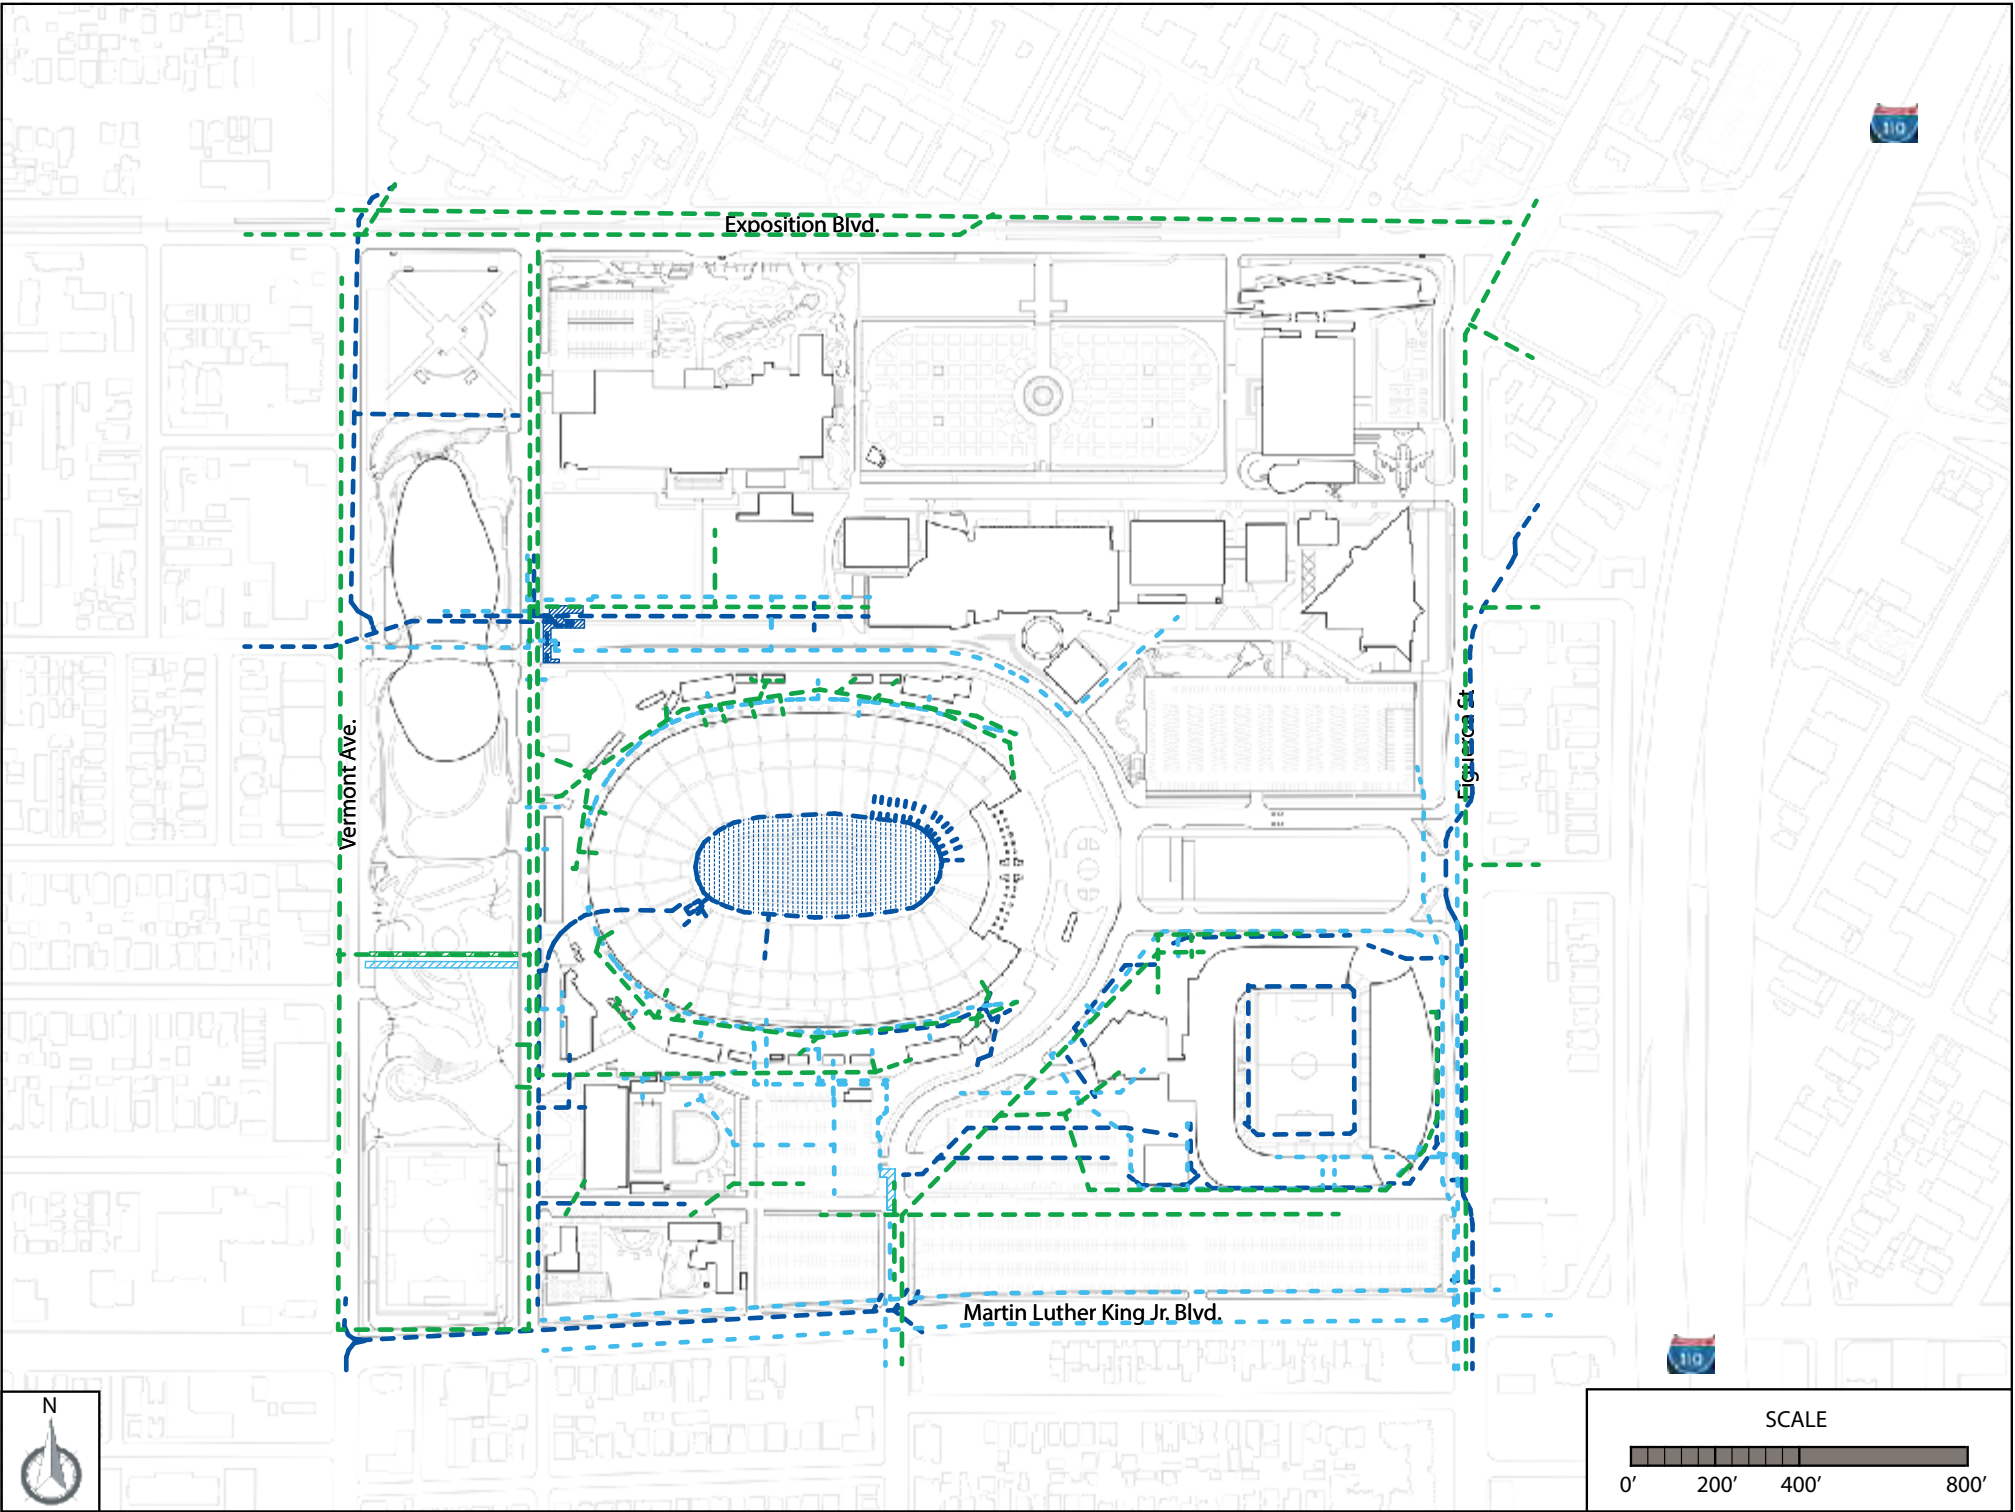 110
Exposition Blvd.
Vermont Ave.
Figueroa St
Martin Luther King Jr. Blvd.
110
N
SCALE
0' 200' 400' 800'